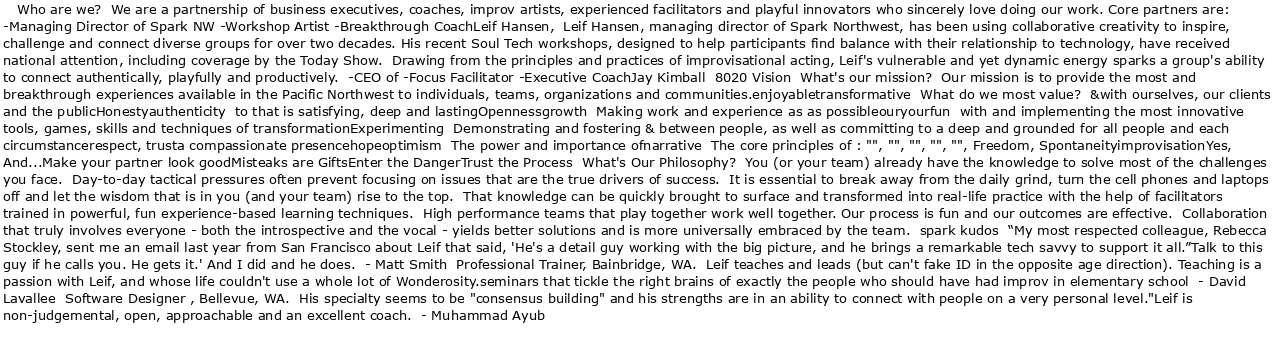 Who are we?  We are a partnership of business executives, coaches, improv artists, experienced facilitators and playful innovators who sincerely love doing our work. Core partners are:
-Managing Director of Spark NW -Workshop Artist -Breakthrough CoachLeif Hansen,  Leif Hansen, managing director of Spark Northwest, has been using collaborative creativity to inspire,
challenge and connect diverse groups for over two decades. His recent Soul Tech workshops, designed to help participants find balance with their relationship to technology, have received
national attention, including coverage by the Today Show.  Drawing from the principles and practices of improvisational acting, Leif's vulnerable and yet dynamic energy sparks a group's ability
to connect authentically, playfully and productively.  -CEO of -Focus Facilitator -Executive CoachJay Kimball  8020 Vision  What's our mission?  Our mission is to provide the most and
breakthrough experiences available in the Pacific Northwest to individuals, teams, organizations and communities.enjoyabletransformative  What do we most value?  &with ourselves, our clients
and the publicHonestyauthenticity  to that is satisfying, deep and lastingOpennessgrowth  Making work and experience as as possibleouryourfun  with and implementing the most innovative
tools, games, skills and techniques of transformationExperimenting  Demonstrating and fostering & between people, as well as committing to a deep and grounded for all people and each
circumstancerespect, trusta compassionate presencehopeoptimism  The power and importance ofnarrative  The core principles of : "", "", "", "", "", Freedom, SpontaneityimprovisationYes,
And...Make your partner look goodMisteaks are GiftsEnter the DangerTrust the Process  What's Our Philosophy?  You (or your team) already have the knowledge to solve most of the challenges
you face.  Day-to-day tactical pressures often prevent focusing on issues that are the true drivers of success.  It is essential to break away from the daily grind, turn the cell phones and laptops
off and let the wisdom that is in you (and your team) rise to the top.  That knowledge can be quickly brought to surface and transformed into real-life practice with the help of facilitators
trained in powerful, fun experience-based learning techniques.  High performance teams that play together work well together. Our process is fun and our outcomes are effective.  Collaboration
that truly involves everyone - both the introspective and the vocal - yields better solutions and is more universally embraced by the team.  spark kudos  “My most respected colleague, Rebecca
Stockley, sent me an email last year from San Francisco about Leif that said, 'He's a detail guy working with the big picture, and he brings a remarkable tech savvy to support it all.”Talk to this
guy if he calls you. He gets it.' And I did and he does.  - Matt Smith  Professional Trainer, Bainbridge, WA.  Leif teaches and leads (but can't fake ID in the opposite age direction). Teaching is a
passion with Leif, and whose life couldn't use a whole lot of Wonderosity.seminars that tickle the right brains of exactly the people who should have had improv in elementary school  - David
Lavallee  Software Designer , Bellevue, WA.  His specialty seems to be "consensus building" and his strengths are in an ability to connect with people on a very personal level."Leif is
non-judgemental, open, approachable and an excellent coach.  - Muhammad Ayub